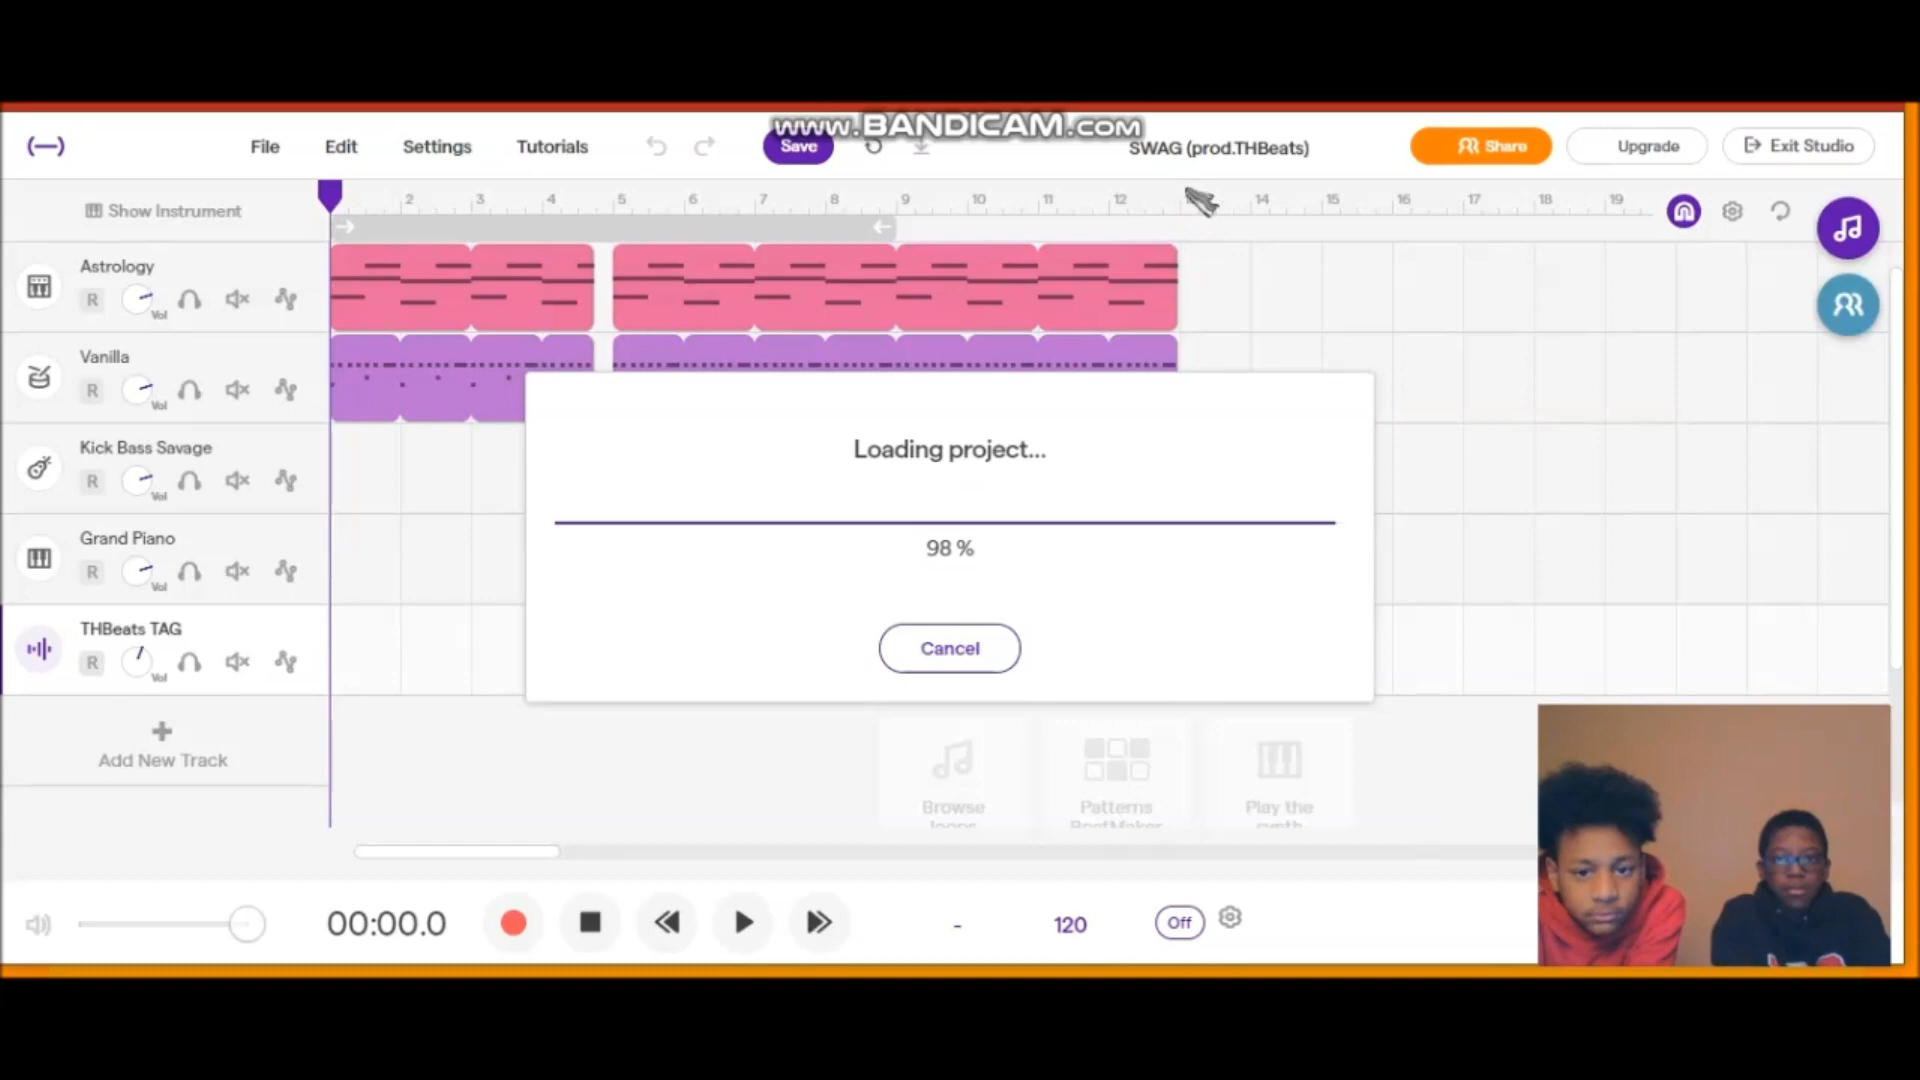 www.BANDICAM.com
File Edit Settings Tutorials Save SWAG (prod.THBeats) Share Upgrade Exit Studio
Show Instrument
2 3 4 5 6 7 8 9 10 11 12 14 15 16 17 18 19
Astrology
R Vol
Vanilla
R Vol
Kick Bass Savage
R Vol
Grand Piano
R Vol
THBeats TAG
R Vol
Add New Track
Loading project...
98 %
Cancel
Browse loops
Patterns BeatMaker
Play the synth
00:00.0 - 120 Off